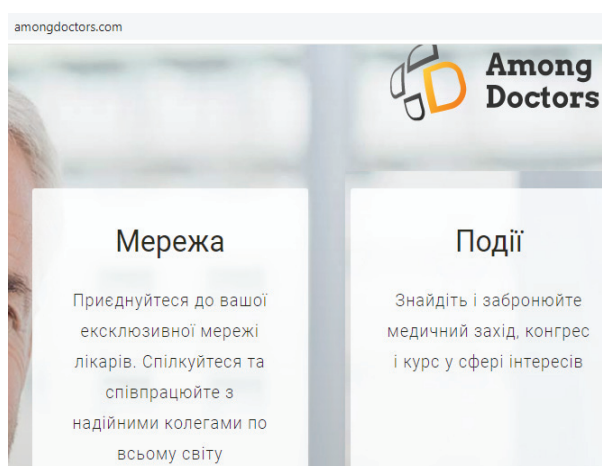 amongdoctors.com
Among
Doctors
Мережа
Приєднуйтеся до вашої
ексклюзивної мережі
лікарів. Спілкуйтеся та
співпрацюйте з
надійними колегами по
всьому світу
Події
Знайдіть і забронюйте
медичний захід, конгрес
і курс у сфері інтересів